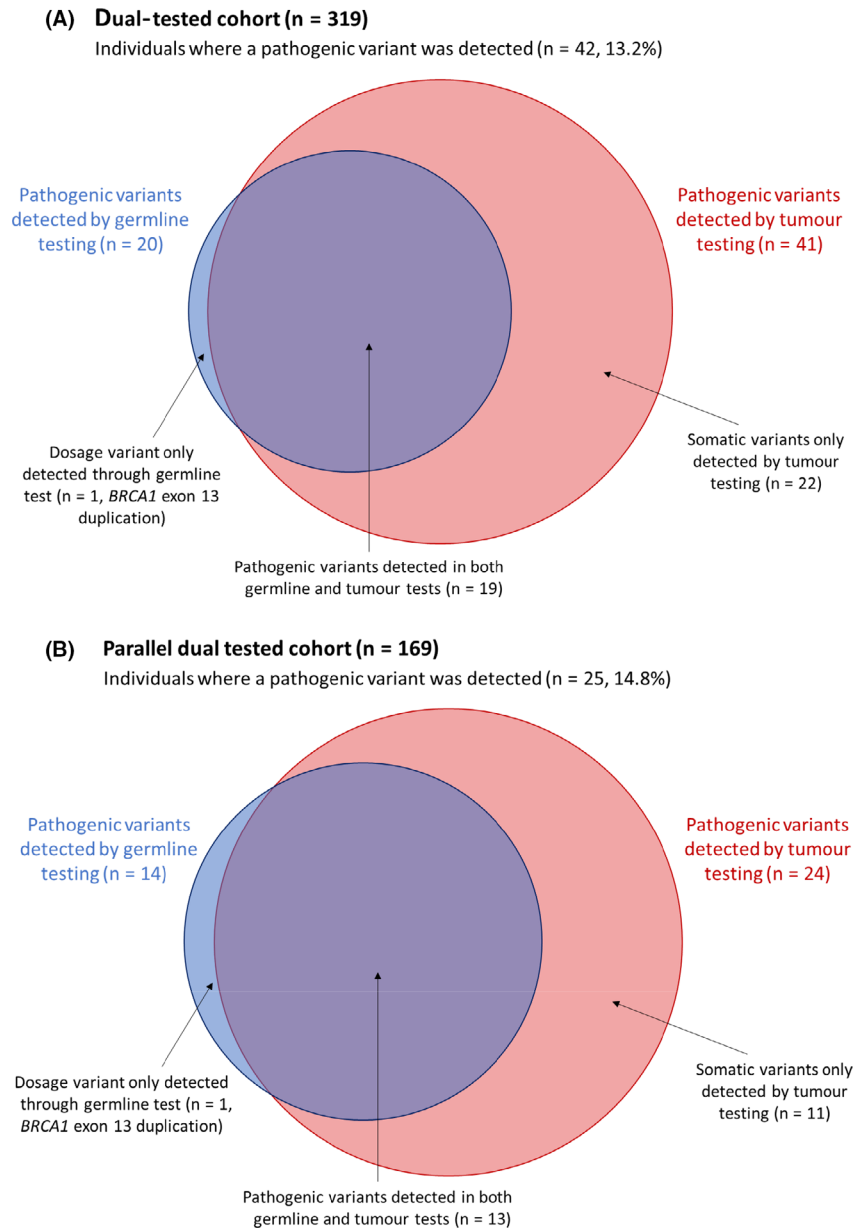 (A) Dual-tested cohort (n = 319)
Individuals where a pathogenic variant was detected (n = 42, 13.2%)
Pathogenic variants
detected by germline
testing (n = 20)
Pathogenic variants
detected by tumour
testing (n = 41)
Dosage variant only
detected through germline
test (n = 1, BRCA1 exon 13
duplication)
Somatic variants only
detected by tumour
testing (n = 22)
Pathogenic variants detected in both
germline and tumour tests (n = 19)
(B) Parallel dual tested cohort (n = 169)
Individuals where a pathogenic variant was detected (n = 25, 14.8%)
Pathogenic variants
detected by germline
testing (n = 14)
Pathogenic variants
detected by tumour
testing (n = 24)
Dosage variant only detected
through germline test (n = 1,
BRCA1 exon 13 duplication)
Somatic variants only
detected by tumour
testing (n = 11)
Pathogenic variants detected in both
germline and tumour tests (n = 13)